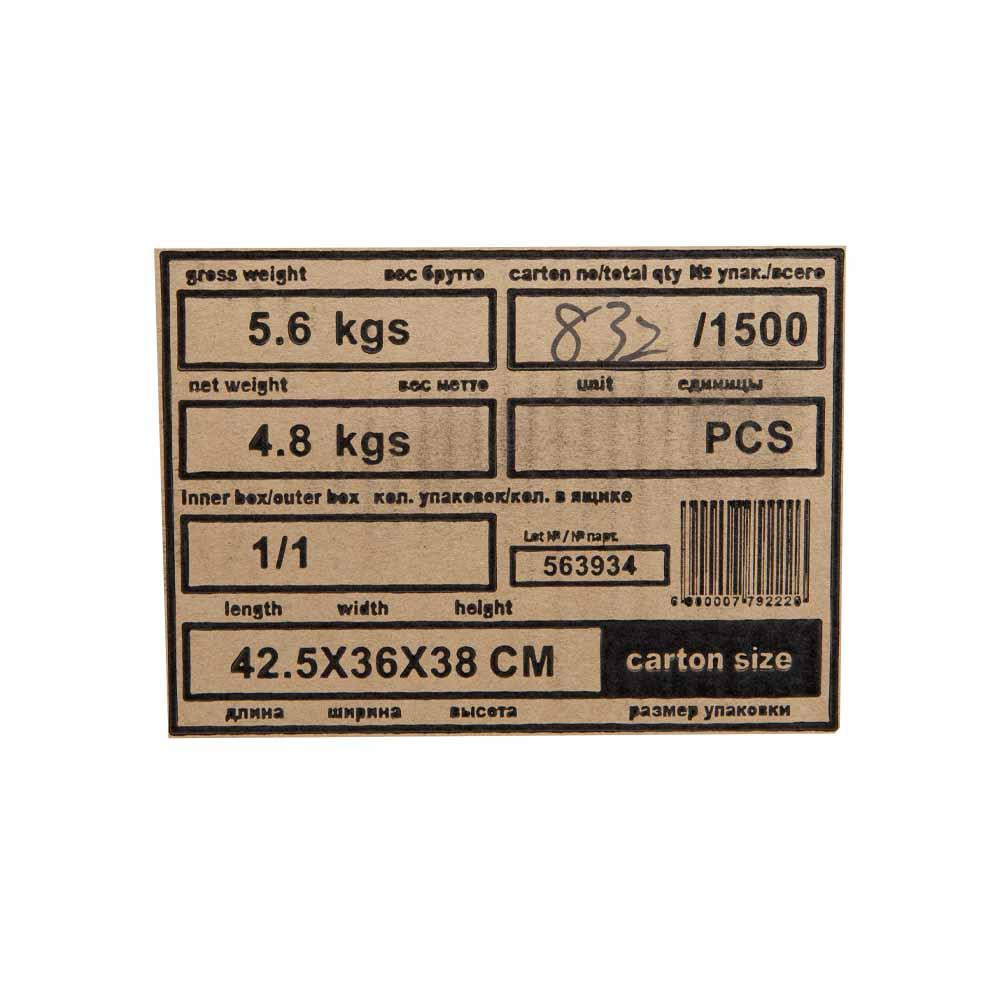 gross weight вес брутто carton no/total qty № упак./всего
5.6 kgs 832 /1500
net weight вес нетто unit единицы
4.8 kgs PCS
Inner box/outer box кол. упаковок/кол. в ящике
1/1
Lot № / № парт.
563934
length width height
42.5X36X38 CM carton size
длина ширина высота размер упаковки